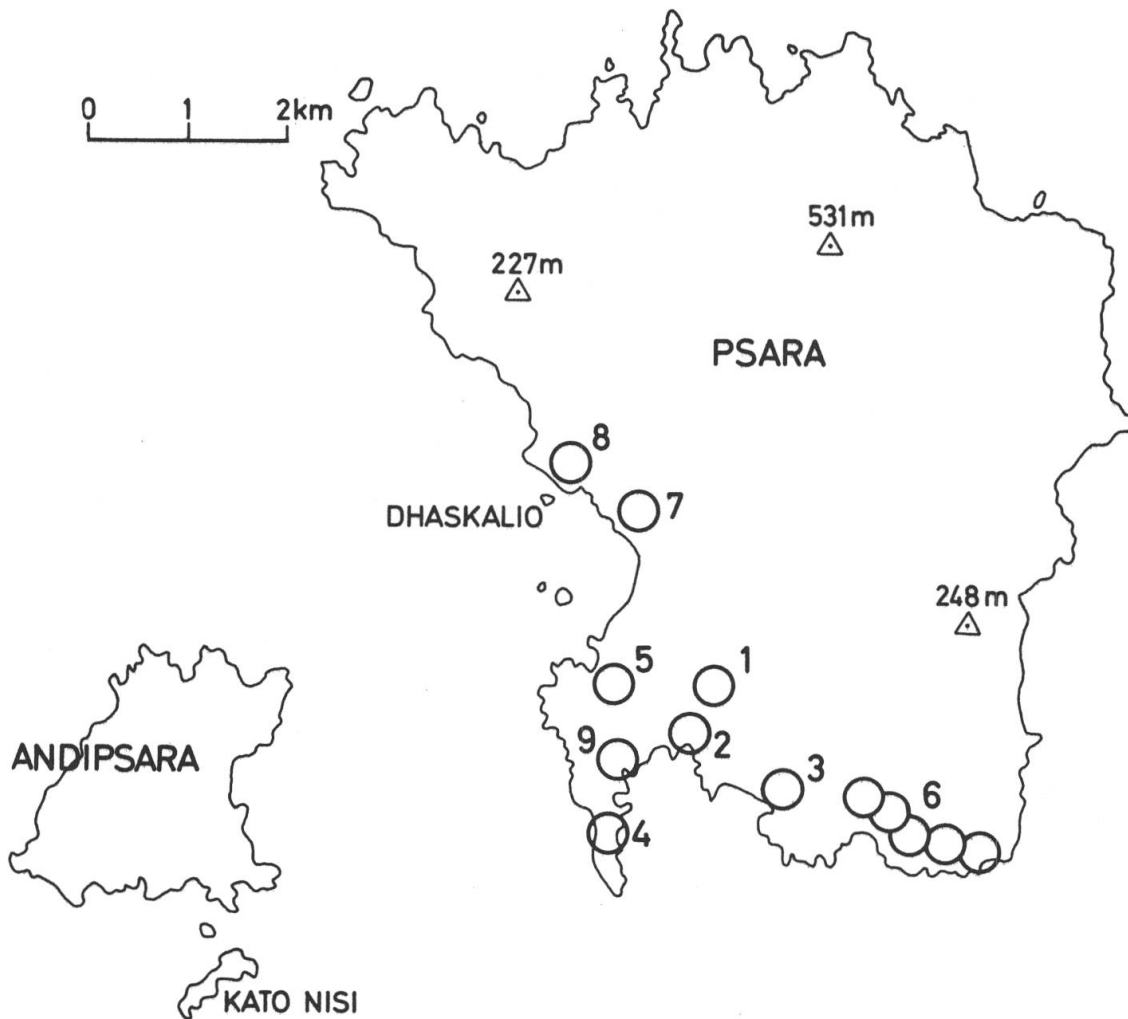 0 1 2km
531m
227m
PSARA
8
7
DHASKALIO
248m
5 1
2
9
3
6
4
ANDIPSARA
KATO NISI